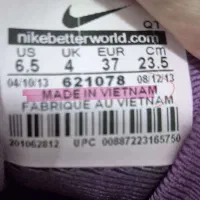 QT
nikebetterworld.com
US UK EUR cm
6.5 4 37 23.5
04/10/13 621078 08/12/13
MADE IN VIETNAM
FABRIQUE AU VIETNAM
201062812 UPC 00887223165750